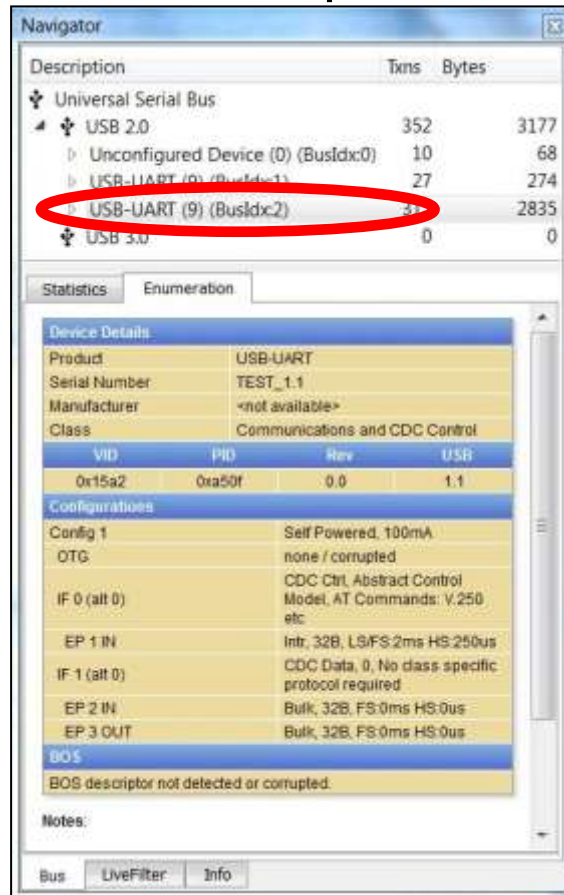 Navigator
Description Txns Bytes
Universal Serial Bus
USB 2.0 352 3177
Unconfigured Device (0) (BusIdx:0) 10 68
USB-UART (9) (BusIdx:1) 27 274
USB-UART (9) (BusIdx:2) 2835
USB 3.0 0 0
Statistics Enumeration
Device Details
Product USB-UART
Serial Number TEST_1.1
Manufacturer <not available>
Class Communications and CDC Control
VID PID Rev USB
0x15a2 0xa50f 0.0 1.1
Configurations
Config 1 Self Powered, 100mA
OTG none / corrupted
IF 0 (alt 0) CDC Ctrl, Abstract Control
Model, AT Commands: V.250
etc
EP 1 IN Intr, 32B, LS/FS:2ms HS:250us
IF 1 (alt 0) CDC Data, 0, No class specific
protocol required
EP 2 IN Bulk, 32B, FS:0ms HS:0us
EP 3 OUT Bulk, 32B, FS:0ms HS:0us
BOS
BOS descriptor not detected or corrupted.
Notes:
Bus LiveFilter Info